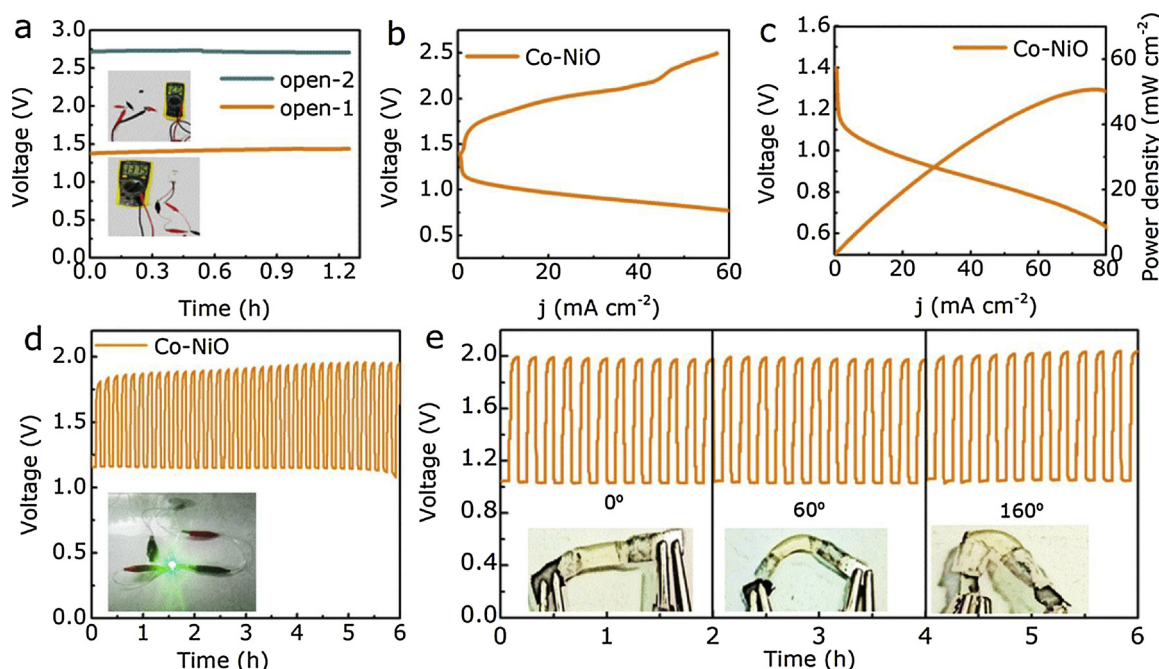 a
3.0
2.5
2.0
1.5
1.0
0.5
0.0
Voltage (V)
open-2
open-1
0.0 0.3 0.6 0.9 1.2
Time (h)
b
2.5
2.0
1.5
1.0
0.5
Voltage (V)
Co-NiO
0 20 40 60
j (mA cm⁻²)
c
1.6
1.4
1.2
1.0
0.8
0.6
Voltage (V)
Co-NiO
60
40
20
0
Power density (mW cm⁻²)
0 20 40 60 80
j (mA cm⁻²)
d
2.0
1.5
1.0
0.5
0.0
Voltage (V)
Co-NiO
0 1 2 3 4 5 6
Time (h)
e
2.0
1.6
1.2
0.8
0.4
0.0
Voltage (V)
0º 60º 160º
0 1 2 3 4 5 6
Time (h)